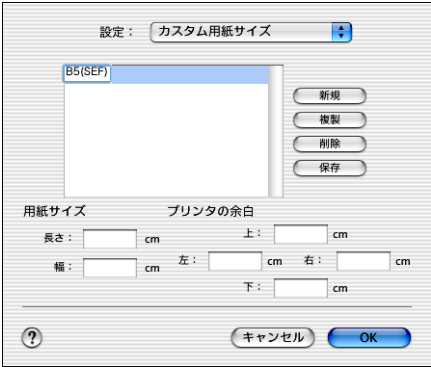 設定： カスタム用紙サイズ
B5(SEF)
新規
複製
削除
保存
用紙サイズ プリンタの余白
長さ： cm 上： cm
幅： cm 左： cm 右： cm
下： cm
? キャンセル OK